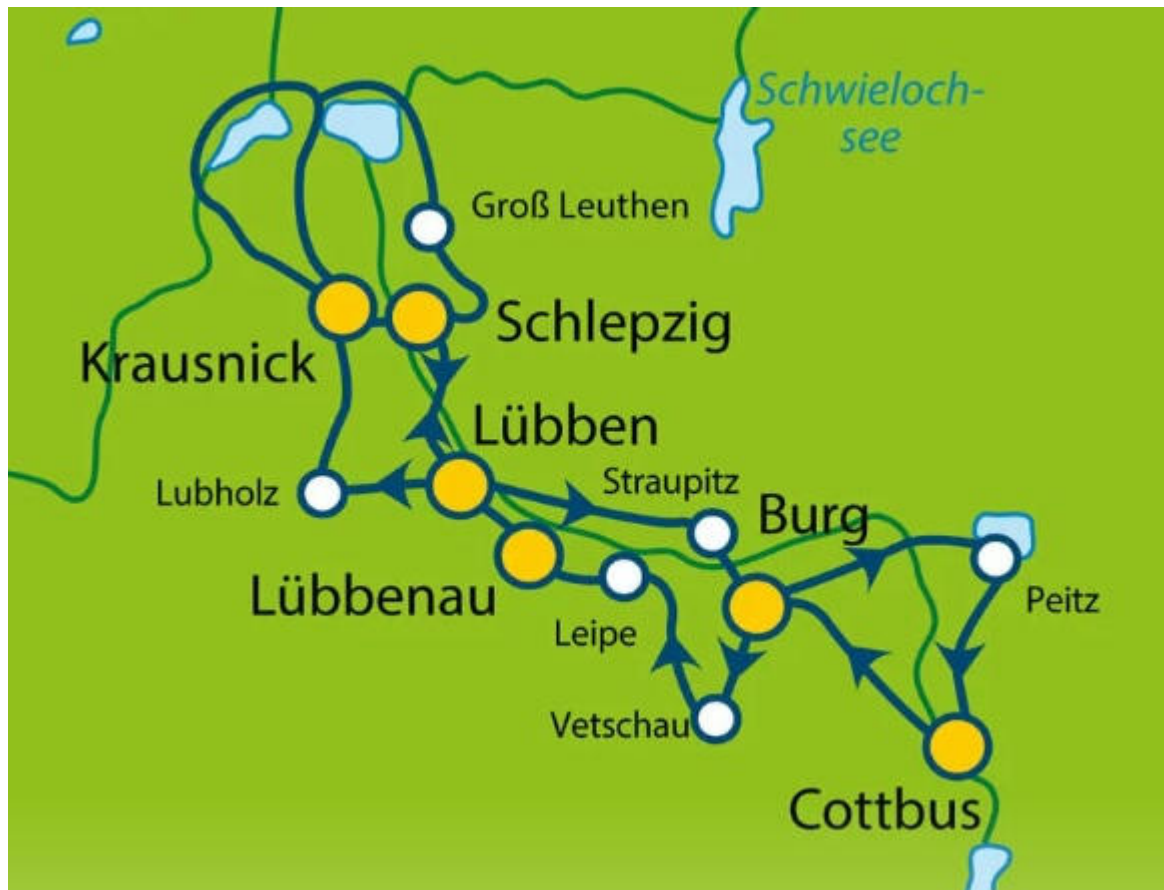 Schwieloch-
see
Groß Leuthen
Schlepzig
Krausnick
Lübben
Straupitz
Lubholz
Burg
Lübbenau
Peitz
Leipe
Vetschau
Cottbus